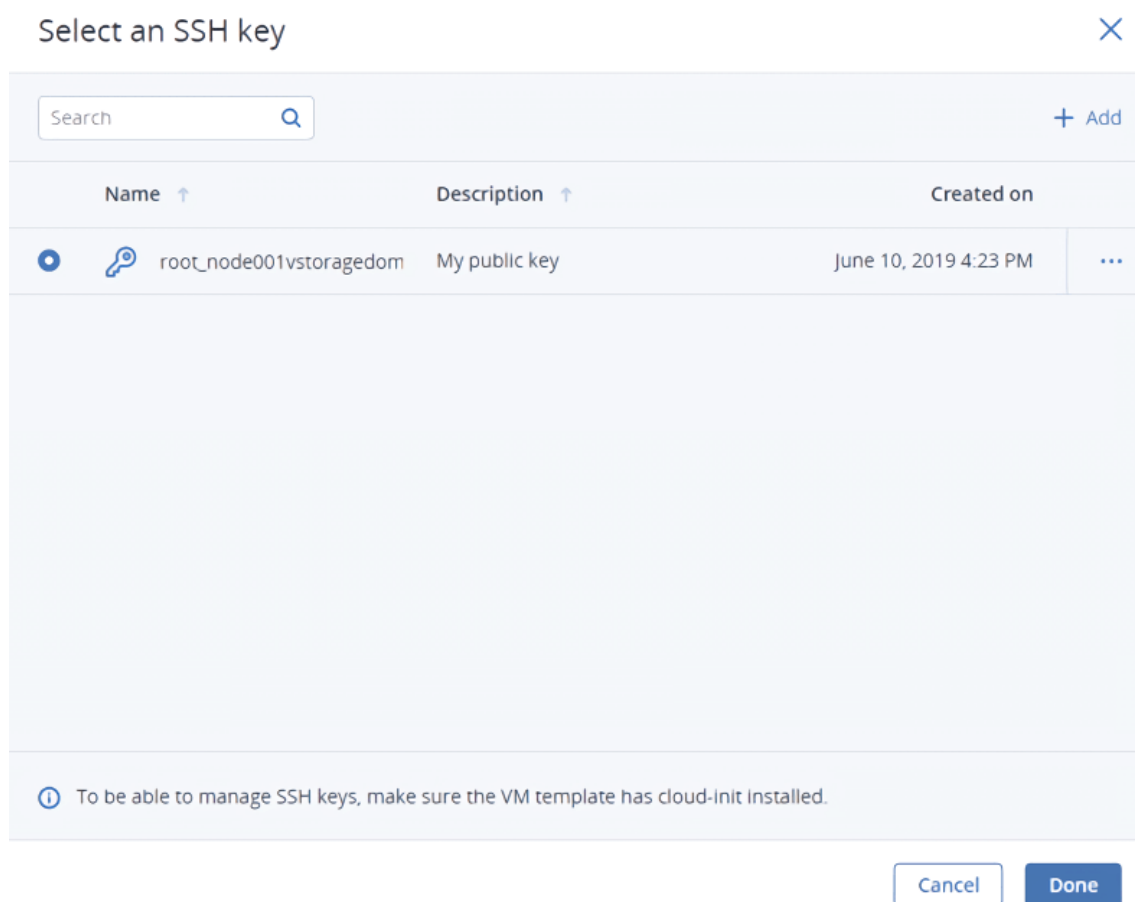 Select an SSH key
Search
+ Add
Name ↑ Description ↑ Created on
root_node001vstoragedom My public key June 10, 2019 4:23 PM ...
To be able to manage SSH keys, make sure the VM template has cloud-init installed.
Cancel Done